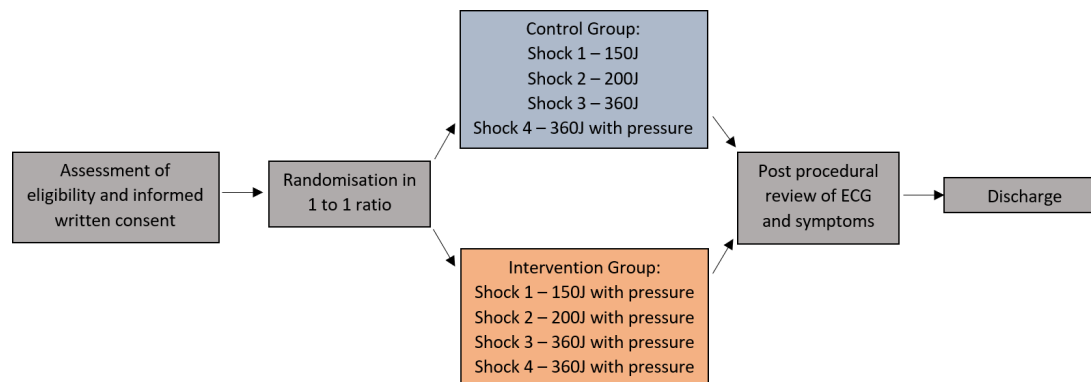 Assessment of
eligibility and informed
written consent
Randomisation in
1 to 1 ratio
Control Group:
Shock 1 – 150J
Shock 2 – 200J
Shock 3 – 360J
Shock 4 – 360J with pressure
Intervention Group:
Shock 1 – 150J with pressure
Shock 2 – 200J with pressure
Shock 3 – 360J with pressure
Shock 4 – 360J with pressure
Post procedural
review of ECG
and symptoms
Discharge